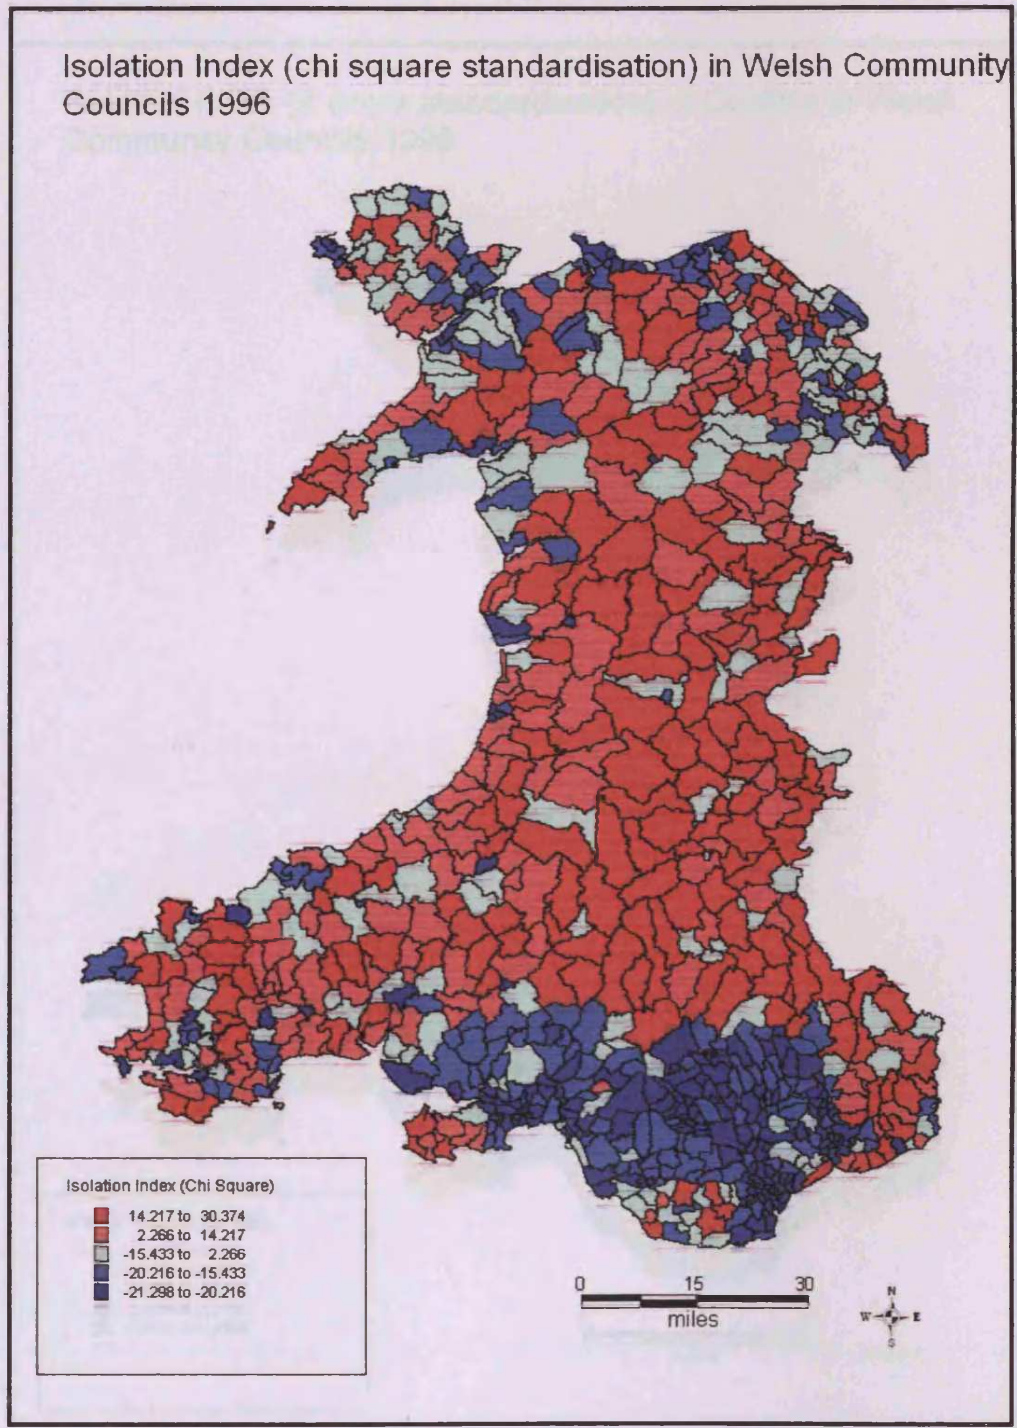 Isolation Index (chi square standardisation) in Welsh Community
Councils 1996
Isolation Index (Chi Square)
14.217 to 30.374
2.266 to 14.217
-15.433 to 2.266
-20.216 to -15.433
-21.298 to -20.216
0 15 30
miles
N
W E
S